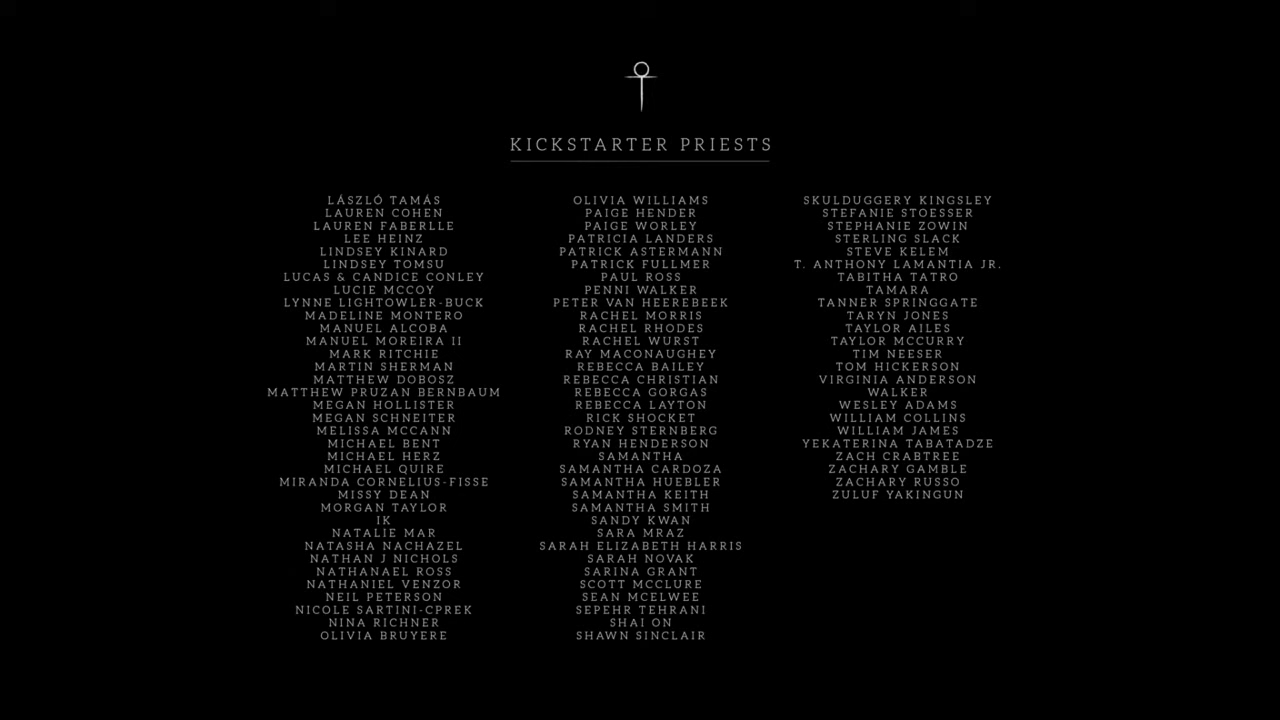 KICKSTARTER PRIESTS
LÁSZLÓ TAMÁS
LAUREN COHEN
LAUREN FABERLLE
LEE HEINZ
LINDSEY KINARD
LINDSEY TOMSU
LUCAS & CANDICE CONLEY
LUCIE MCCOY
LYNNE LIGHTOWLER-BUCK
MADELINE MONTERO
MANUEL ALCOBA
MANUEL MOREIRA II
MARK RITCHIE
MARTIN SHERMAN
MATTHEW DOBOSZ
MATTHEW PRUZAN BERNBAUM
MEGAN HOLLISTER
MEGAN SCHNEITER
MELISSA MCCANN
MICHAEL BENT
MICHAEL HERZ
MICHAEL QUIRE
MIRANDA CORNELIUS-FISSE
MISSY DEAN
MORGAN TAYLOR
IK
NATALIE MAR
NATASHA NACHAZEL
NATHAN J NICHOLS
NATHANAEL ROSS
NATHANIEL VENZOR
NEIL PETERSON
NICOLE SARTINI-CPREK
NINA RICHNER
OLIVIA BRUYERE
OLIVIA WILLIAMS
PAIGE HENDER
PAIGE WORLEY
PATRICIA LANDERS
PATRICK ASTERMANN
PATRICK FULLMER
PAUL ROSS
PENNI WALKER
PETER VAN HEEREBEEK
RACHEL MORRIS
RACHEL RHODES
RACHEL WURST
RAY MACONAUGHEY
REBECCA BAILEY
REBECCA CHRISTIAN
REBECCA GORGAS
REBECCA LAYTON
RICK SHOCKET
RODNEY STERNBERG
RYAN HENDERSON
SAMANTHA
SAMANTHA CARDOZA
SAMANTHA HUEBLER
SAMANTHA KEITH
SAMANTHA SMITH
SANDY KWAN
SARA MRAZ
SARAH ELIZABETH HARRIS
SARAH NOVAK
SARINA GRANT
SCOTT MCCLURE
SEAN MCELWEE
SEPEHR TEHRANI
SHAI ON
SHAWN SINCLAIR
SKULDUGGERY KINGSLEY
STEFANIE STOESSER
STEPHANIE ZOWIN
STERLING SLACK
STEVE KELEM
T. ANTHONY LAMANTIA JR.
TABITHA TATRO
TAMARA
TANNER SPRINGGATE
TARYN JONES
TAYLOR AILES
TAYLOR MCCURRY
TIM NEESER
TOM HICKERSON
VIRGINIA ANDERSON
WALKER
WESLEY ADAMS
WILLIAM COLLINS
WILLIAM JAMES
YEKATERINA TABATADZE
ZACH CRABTREE
ZACHARY GAMBLE
ZACHARY RUSSO
ZULUF YAKINGUN